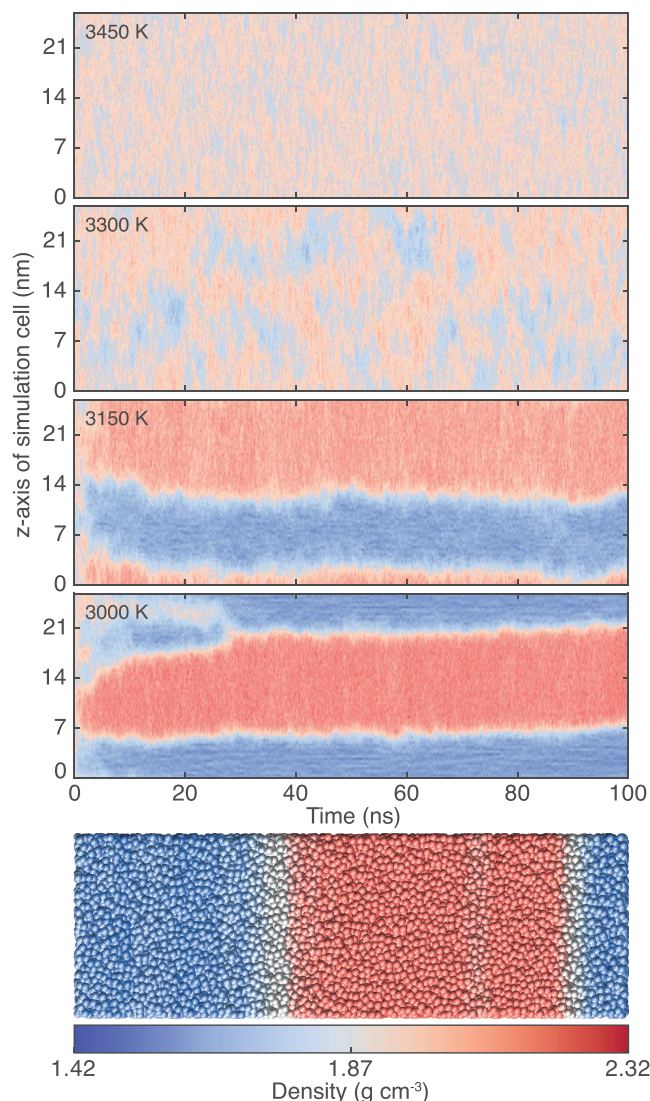 3450 K
21
14
7
0
3300 K
21
14
7
0
3150 K
21
14
7
0
3000 K
21
14
7
0
z-axis of simulation cell (nm)
0 20 40 60 80 100
Time (ns)
1.42 1.87 2.32
Density (g cm⁻³)